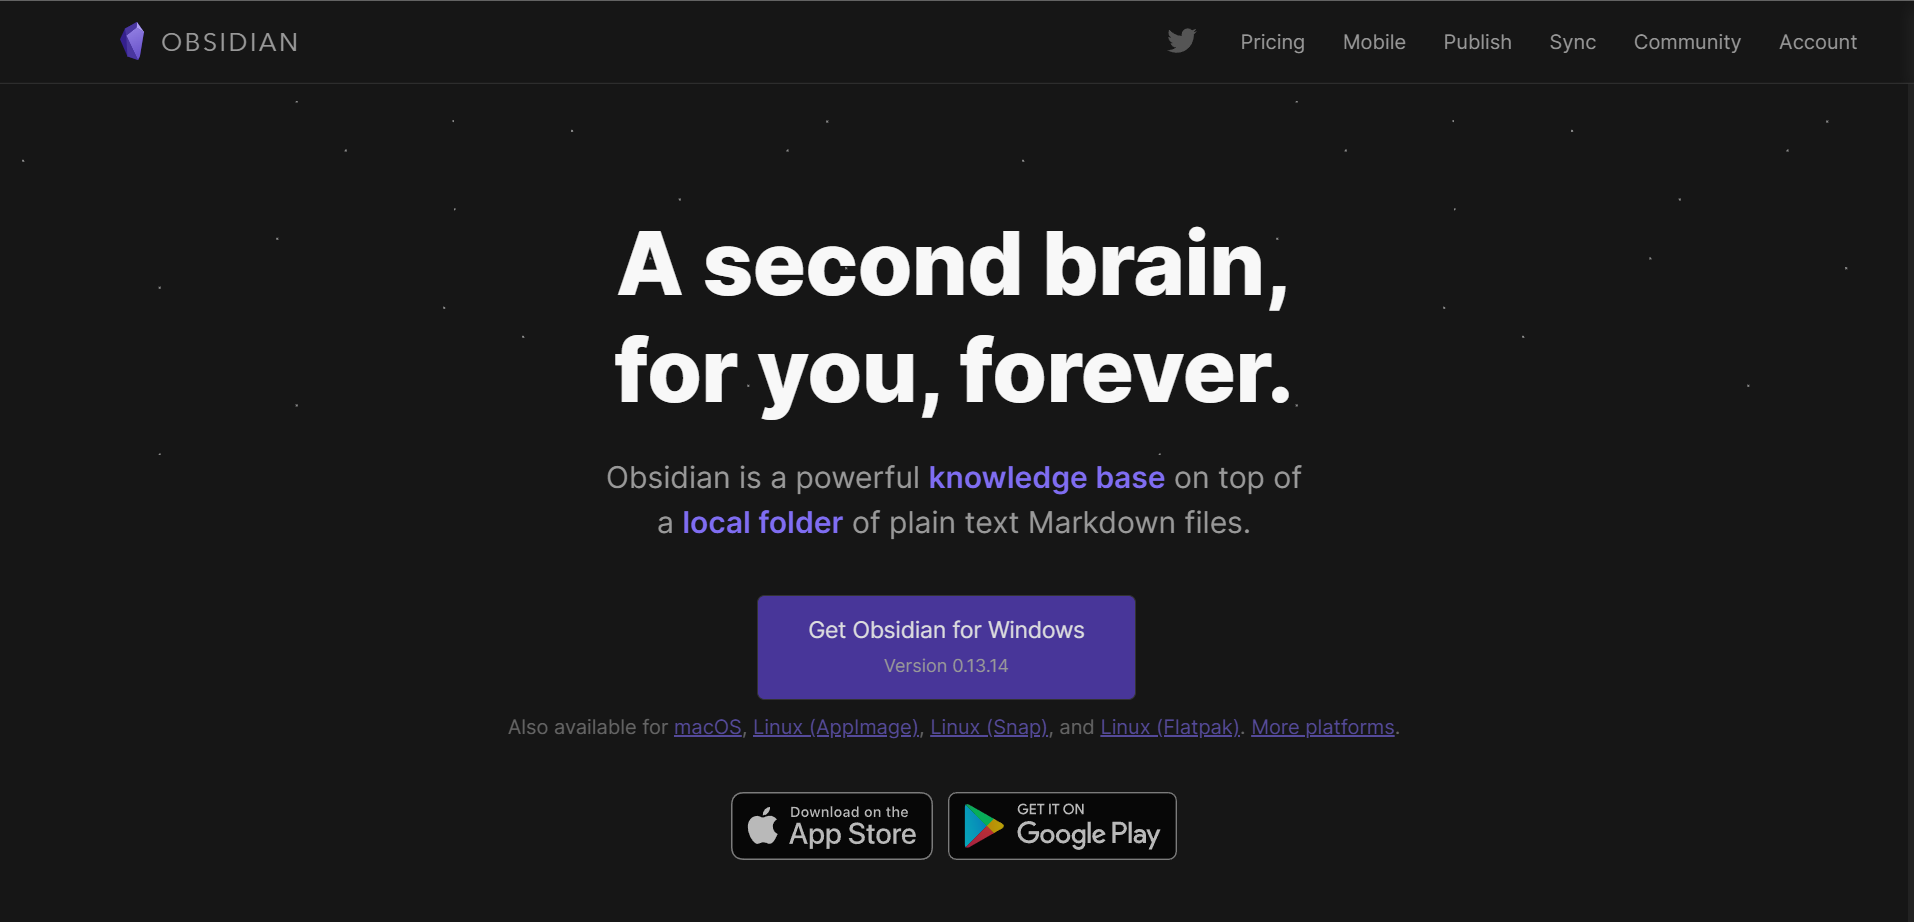 OBSIDIAN
Pricing
Mobile
Publish
Sync
Community
Account
A second brain,
for you, forever.
Obsidian is a powerful knowledge base on top of
a local folder of plain text Markdown files.
Get Obsidian for Windows
Version 0.13.14
Also available for macOS, Linux (AppImage), Linux (Snap), and Linux (Flatpak). More platforms.
Download on the
App Store
GET IT ON
Google Play